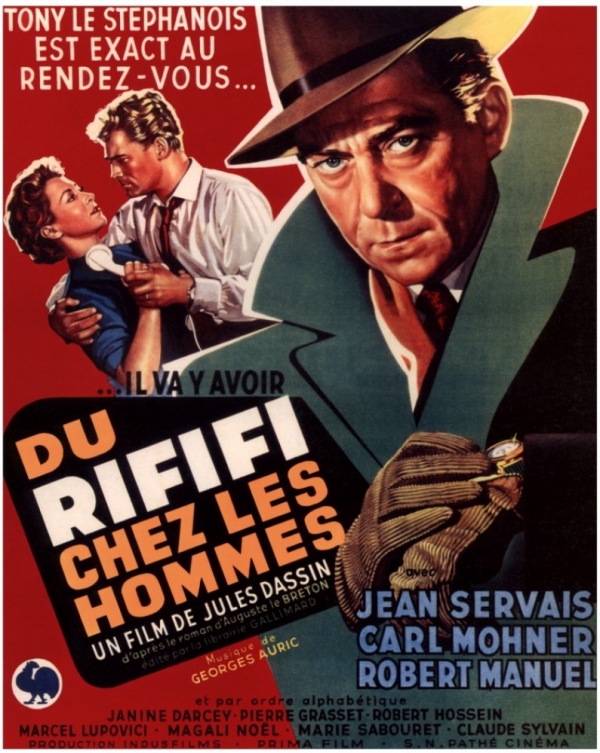 TONY LE STEPHANOIS
EST EXACT AU
RENDEZ-VOUS...
...IL VA Y AVOIR
DU
RIFIFI
CHEZ LES
HOMMES
UN FILM DE JULES DASSIN
d'après le roman d'Auguste le BRETON
édité par la librairie GALLIMARD
Musique de
GEORGES AURIC
avec
JEAN SERVAIS
CARL MOHNER
ROBERT MANUEL
et par ordre alphabétique
JANINE DARCEY · PIERRE GRASSET · ROBERT HOSSEIN
MARCEL LUPOVICI · MAGALI NOËL · MARIE SABOURET · CLAUDE SYLVAIN
PRODUCTION INDUSFILMS · PRIMA FILM · S.N. PATHÉ CINÉMA